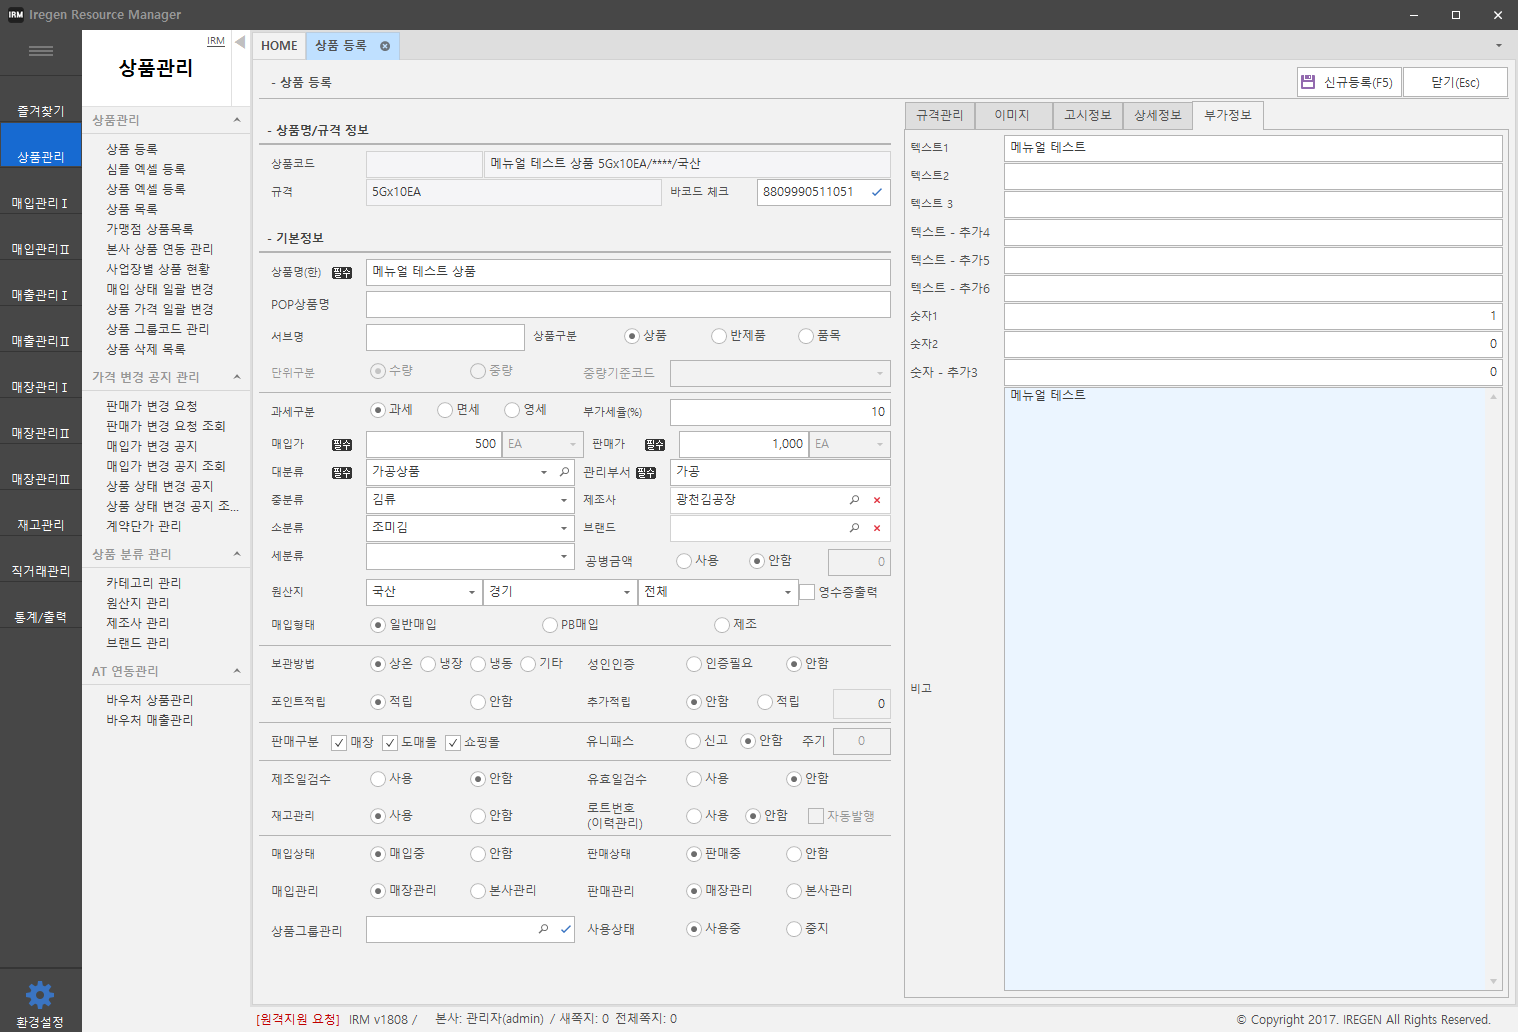 IRM Iregen Resource Manager
즐겨찾기
상품관리
매입관리 I
매입관리II
매출관리 I
매출관리II
매장관리 I
매장관리II
매장관리III
재고관리
직거래관리
통계/출력
환경설정
IRM
상품관리
상품관리
상품 등록
심플 엑셀 등록
상품 엑셀 등록
상품 목록
가맹점 상품목록
본사 상품 연동 관리
사업장별 상품 현황
매입 상태 일괄 변경
상품 가격 일괄 변경
상품 그룹코드 관리
상품 삭제 목록
가격 변경 공지 관리
판매가 변경 요청
판매가 변경 요청 조회
매입가 변경 공지
매입가 변경 공지 조회
상품 상태 변경 공지
상품 상태 변경 공지 조...
계약단가 관리
상품 분류 관리
카테고리 관리
원산지 관리
제조사 관리
브랜드 관리
AT 연동관리
바우처 상품관리
바우처 매출관리
HOME 상품 등록
- 상품 등록
신규등록(F5) 닫기(Esc)
- 상품명/규격 정보
상품코드 메뉴얼 테스트 상품 5Gx10EA/****/국산
규격 5Gx10EA 바코드 체크 8809990511051
- 기본정보
상품명(한) 필수 메뉴얼 테스트 상품
POP상품명
서브명 상품구분 상품 반제품 품목
단위구분 수량 중량 중량기준코드
과세구분 과세 면세 영세 부가세율(%) 10
매입가 필수 500 EA 판매가 필수 1,000 EA
대분류 필수 가공상품 관리부서 필수 가공
중분류 김류 제조사 광천김공장
소분류 조미김 브랜드
세분류 공병금액 사용 안함 0
원산지 국산 경기 전체 영수증출력
매입형태 일반매입 PB매입 제조
보관방법 상온 냉장 냉동 기타 성인인증 인증필요 안함
포인트적립 적립 안함 추가적립 안함 적립 0
판매구분 매장 도매몰 쇼핑몰 유니패스 신고 안함 주기 0
제조일검수 사용 안함 유효일검수 사용 안함
재고관리 사용 안함 로트번호 (이력관리) 사용 안함 자동발행
매입상태 매입중 안함 판매상태 판매중 안함
매입관리 매장관리 본사관리 판매관리 매장관리 본사관리
상품그룹관리 사용상태 사용중 중지
규격관리 이미지 고시정보 상세정보 부가정보
텍스트1 메뉴얼 테스트
텍스트2
텍스트 3
텍스트 - 추가4
텍스트 - 추가5
텍스트 - 추가6
숫자1 1
숫자2 0
숫자 - 추가3 0
메뉴얼 테스트
비고
[원격지원 요청] IRM v1808 / 본사: 관리자(admin) / 새쪽지: 0 전체쪽지: 0
© Copyright 2017. IREGEN All Rights Reserved.